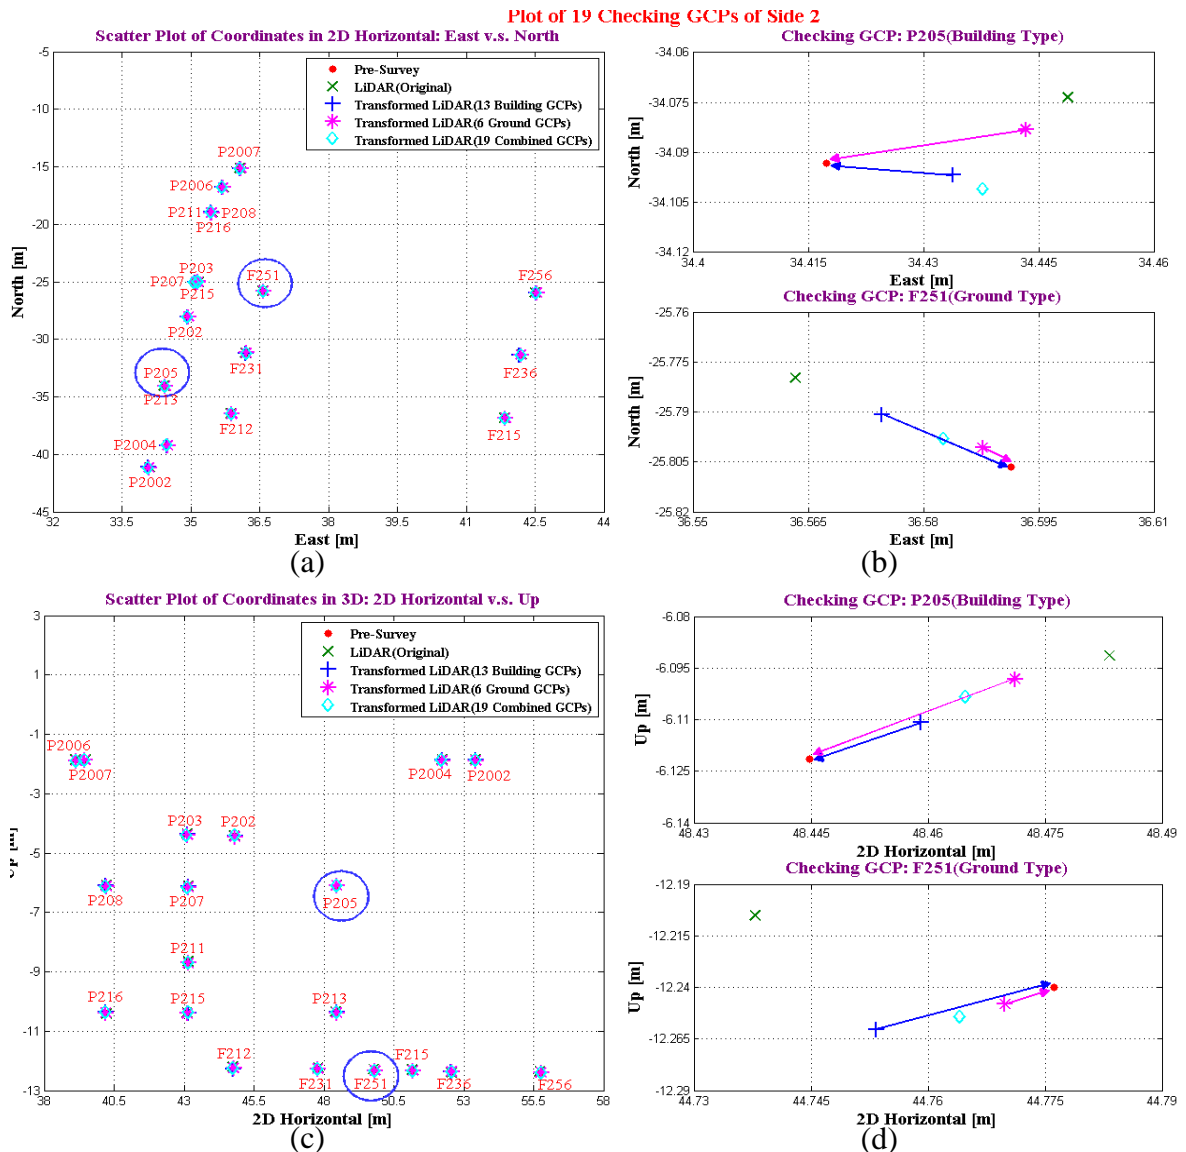 Plot of 19 Checking GCPs of Side 2
Scatter Plot of Coordinates in 2D Horizontal: East v.s. North
-5
-10
-15
-20
-25
-30
-35
-40
-45
North [m]
Pre-Survey
LiDAR(Original)
Transformed LiDAR(13 Building GCPs)
Transformed LiDAR(6 Ground GCPs)
Transformed LiDAR(19 Combined GCPs)
P2007
P2006
P211 P208
P216
P203
P207
P215
F251
F256
P202
F231
F236
P205
P213
F212
F215
P2004
P2002
32 33.5 35 36.5 38 39.5 41 42.5 44
East [m]
(a)
Checking GCP: P205(Building Type)
-34.06
-34.075
-34.09
-34.105
-34.12
North [m]
34.4 34.415 34.43 34.445 34.46
East [m]
Checking GCP: F251(Ground Type)
-25.76
-25.775
-25.79
-25.805
-25.82
North [m]
36.55 36.565 36.58 36.595 36.61
East [m]
(b)
Scatter Plot of Coordinates in 3D: 2D Horizontal v.s. Up
3
1
-1
-3
-5
-7
-9
-11
-13
Up [m]
Pre-Survey
LiDAR(Original)
Transformed LiDAR(13 Building GCPs)
Transformed LiDAR(6 Ground GCPs)
Transformed LiDAR(19 Combined GCPs)
P2006
P2007
P2004 P2002
P203 P202
P208 P207 P205
P211
P216 P215 P213
F212 F215
F231 F251 F236 F256
38 40.5 43 45.5 48 50.5 53 55.5 58
2D Horizontal [m]
(c)
Checking GCP: P205(Building Type)
-6.08
-6.095
-6.11
-6.125
-6.14
Up [m]
48.43 48.445 48.46 48.475 48.49
2D Horizontal [m]
Checking GCP: F251(Ground Type)
-12.19
-12.215
-12.24
-12.265
-12.29
Up [m]
44.73 44.745 44.76 44.775 44.79
2D Horizontal [m]
(d)